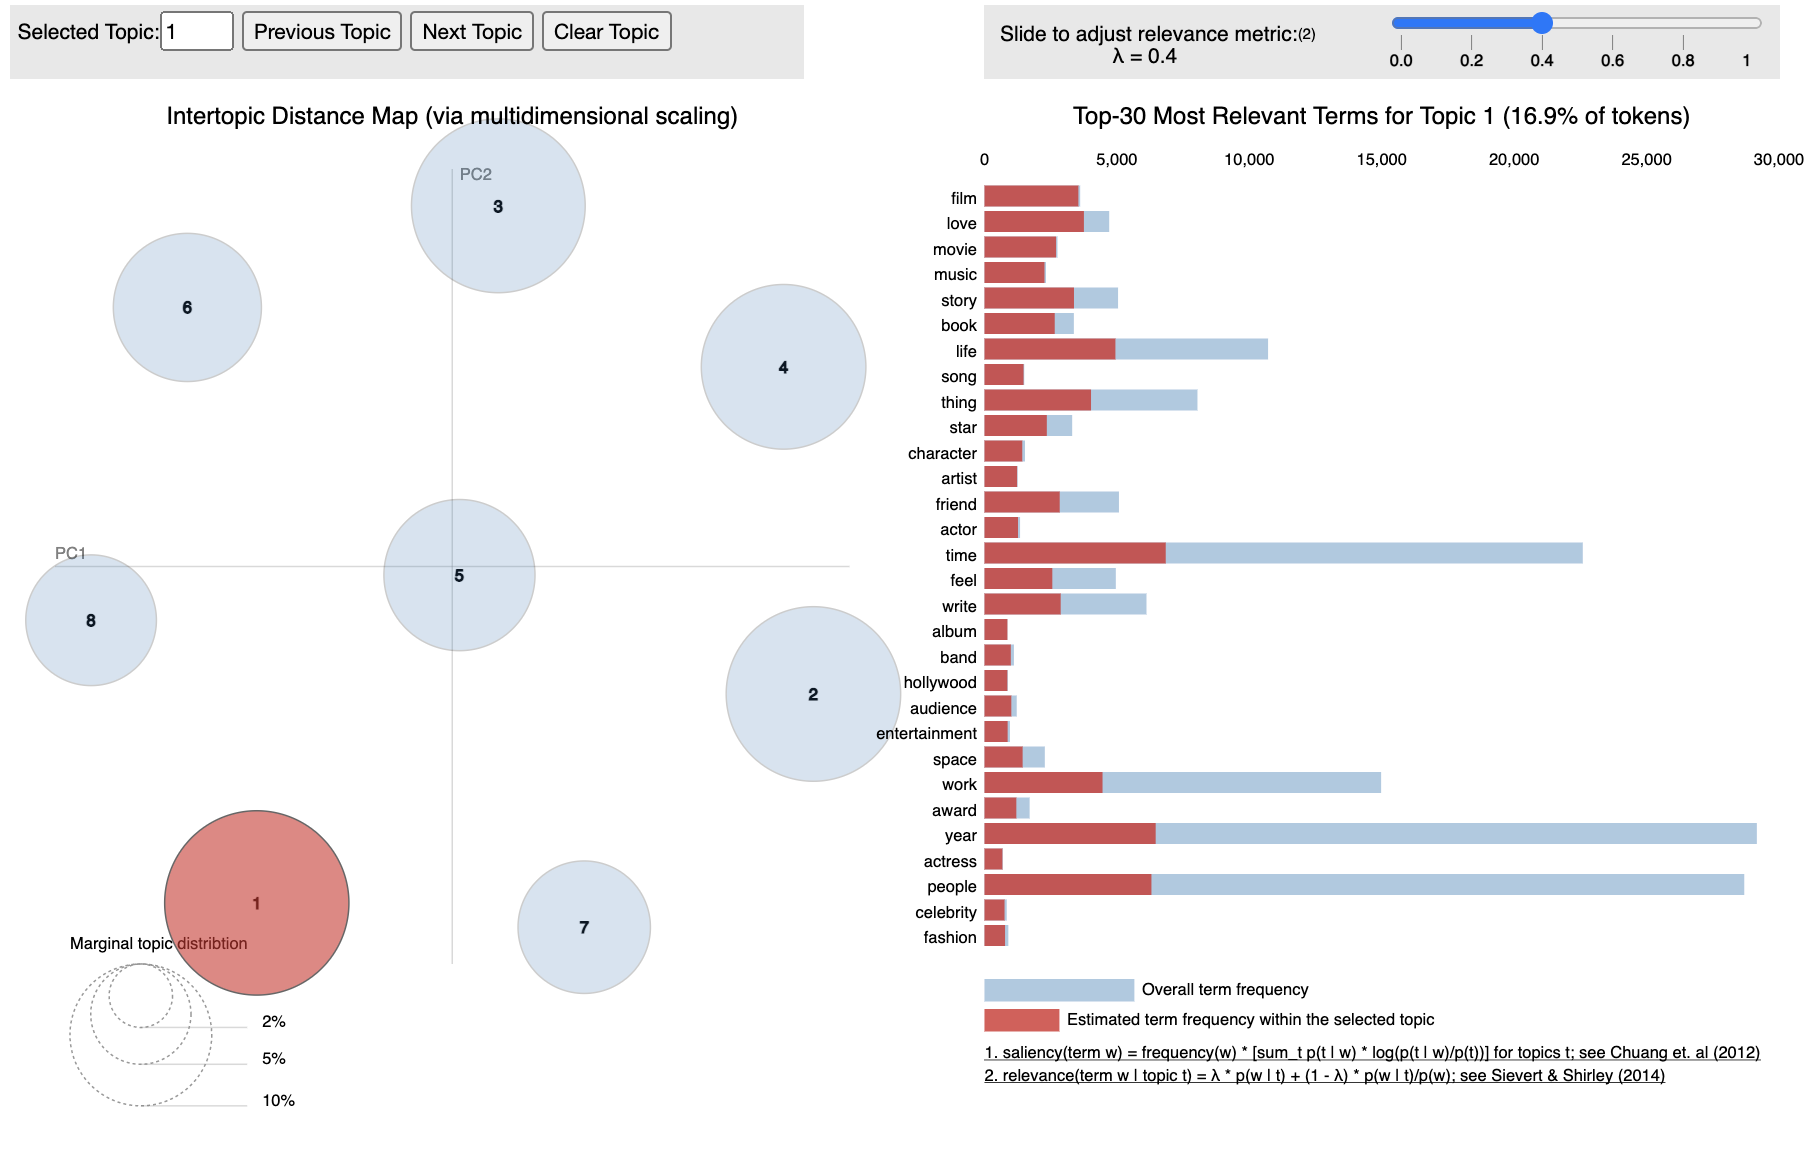 Selected Topic: 1 Previous Topic Next Topic Clear Topic
Slide to adjust relevance metric:(2)
λ = 0.4
0.0 0.2 0.4 0.6 0.8 1
Intertopic Distance Map (via multidimensional scaling)
PC2
3
6
4
PC1
5
8
2
1
7
Marginal topic distribtion
2%
5%
10%
Top-30 Most Relevant Terms for Topic 1 (16.9% of tokens)
0 5,000 10,000 15,000 20,000 25,000 30,000
film
love
movie
music
story
book
life
song
thing
star
character
artist
friend
actor
time
feel
write
album
band
hollywood
audience
entertainment
space
work
award
year
actress
people
celebrity
fashion
Overall term frequency
Estimated term frequency within the selected topic
1. saliency(term w) = frequency(w) * [sum_t p(t | w) * log(p(t | w)/p(t))] for topics t; see Chuang et. al (2012)
2. relevance(term w | topic t) = λ * p(w | t) + (1 - λ) * p(w | t)/p(w); see Sievert & Shirley (2014)